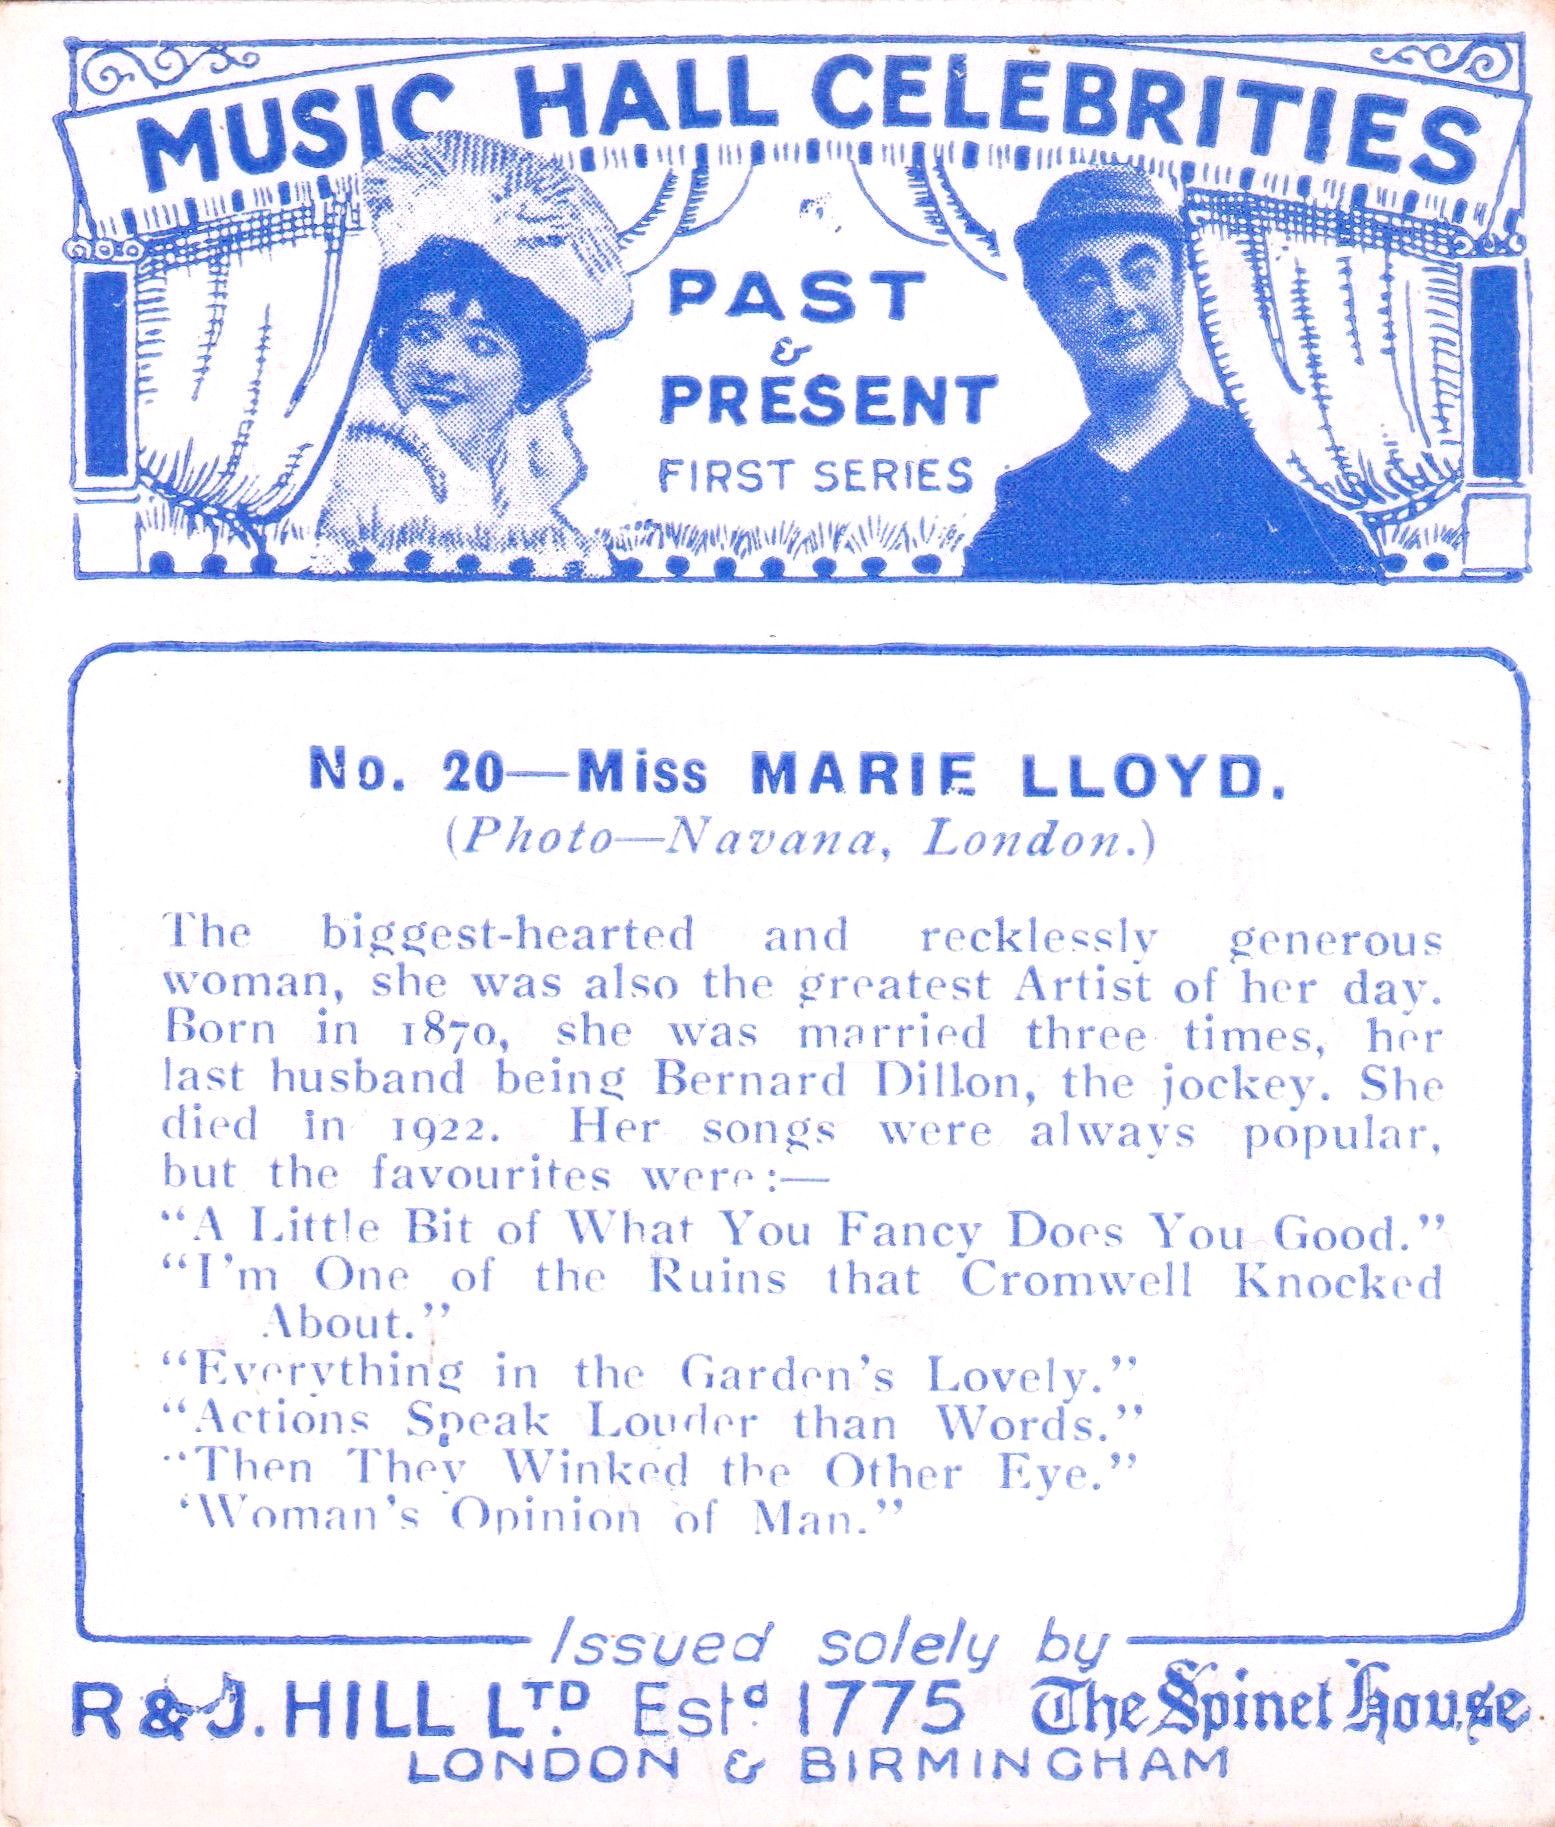 MUSIC HALL CELEBRITIES
PAST
&
PRESENT
FIRST SERIES
No. 20—Miss MARIE LLOYD.
(Photo—Navana, London.)
The biggest-hearted and recklessly generous
woman, she was also the greatest Artist of her day.
Born in 1870, she was married three times, her
last husband being Bernard Dillon, the jockey. She
died in 1922. Her songs were always popular,
but the favourites were:—
“A Little Bit of What You Fancy Does You Good.”
“I’m One of the Ruins that Cromwell Knocked
About.”
“Everything in the Garden’s Lovely.”
“Actions Speak Louder than Words.”
“Then They Winked the Other Eye.”
‘Woman’s Opinion of Man.”
Issued solely by
R & J. HILL LTD. Estd 1775 The Spinet House
LONDON & BIRMINGHAM